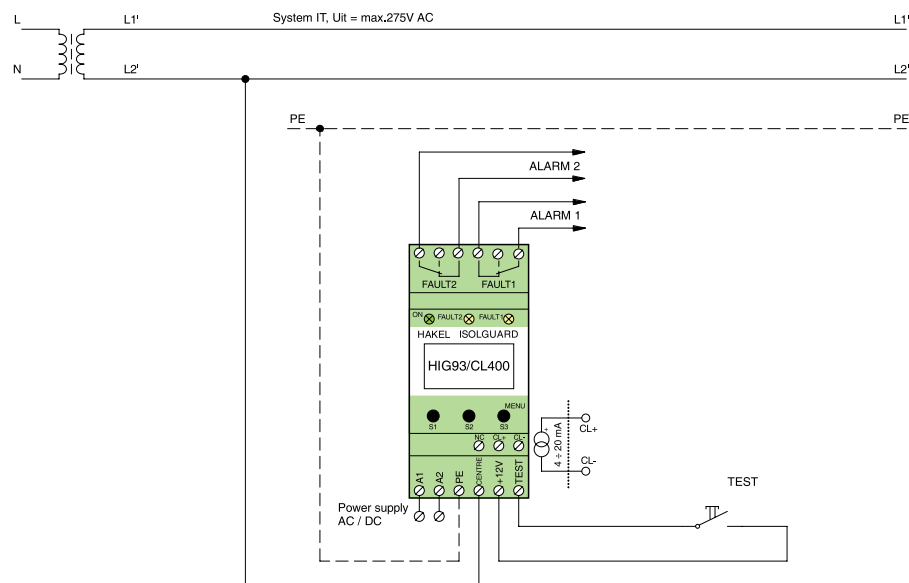 L L1' System IT, Uit = max.275V AC L1'
N L2' L2'
PE PE
ALARM 2
ALARM 1
FAULT2 FAULT1
ON FAULT2 FAULT1
HAKEL ISOLGUARD
HIG93/CL400
MENU
S1 S2 S3
NC CL+ CL-
+
4 ÷ 20 mA
CL+
CL-
A1 A2 PE CENTRE +12V TEST
TEST
Power supply
AC / DC